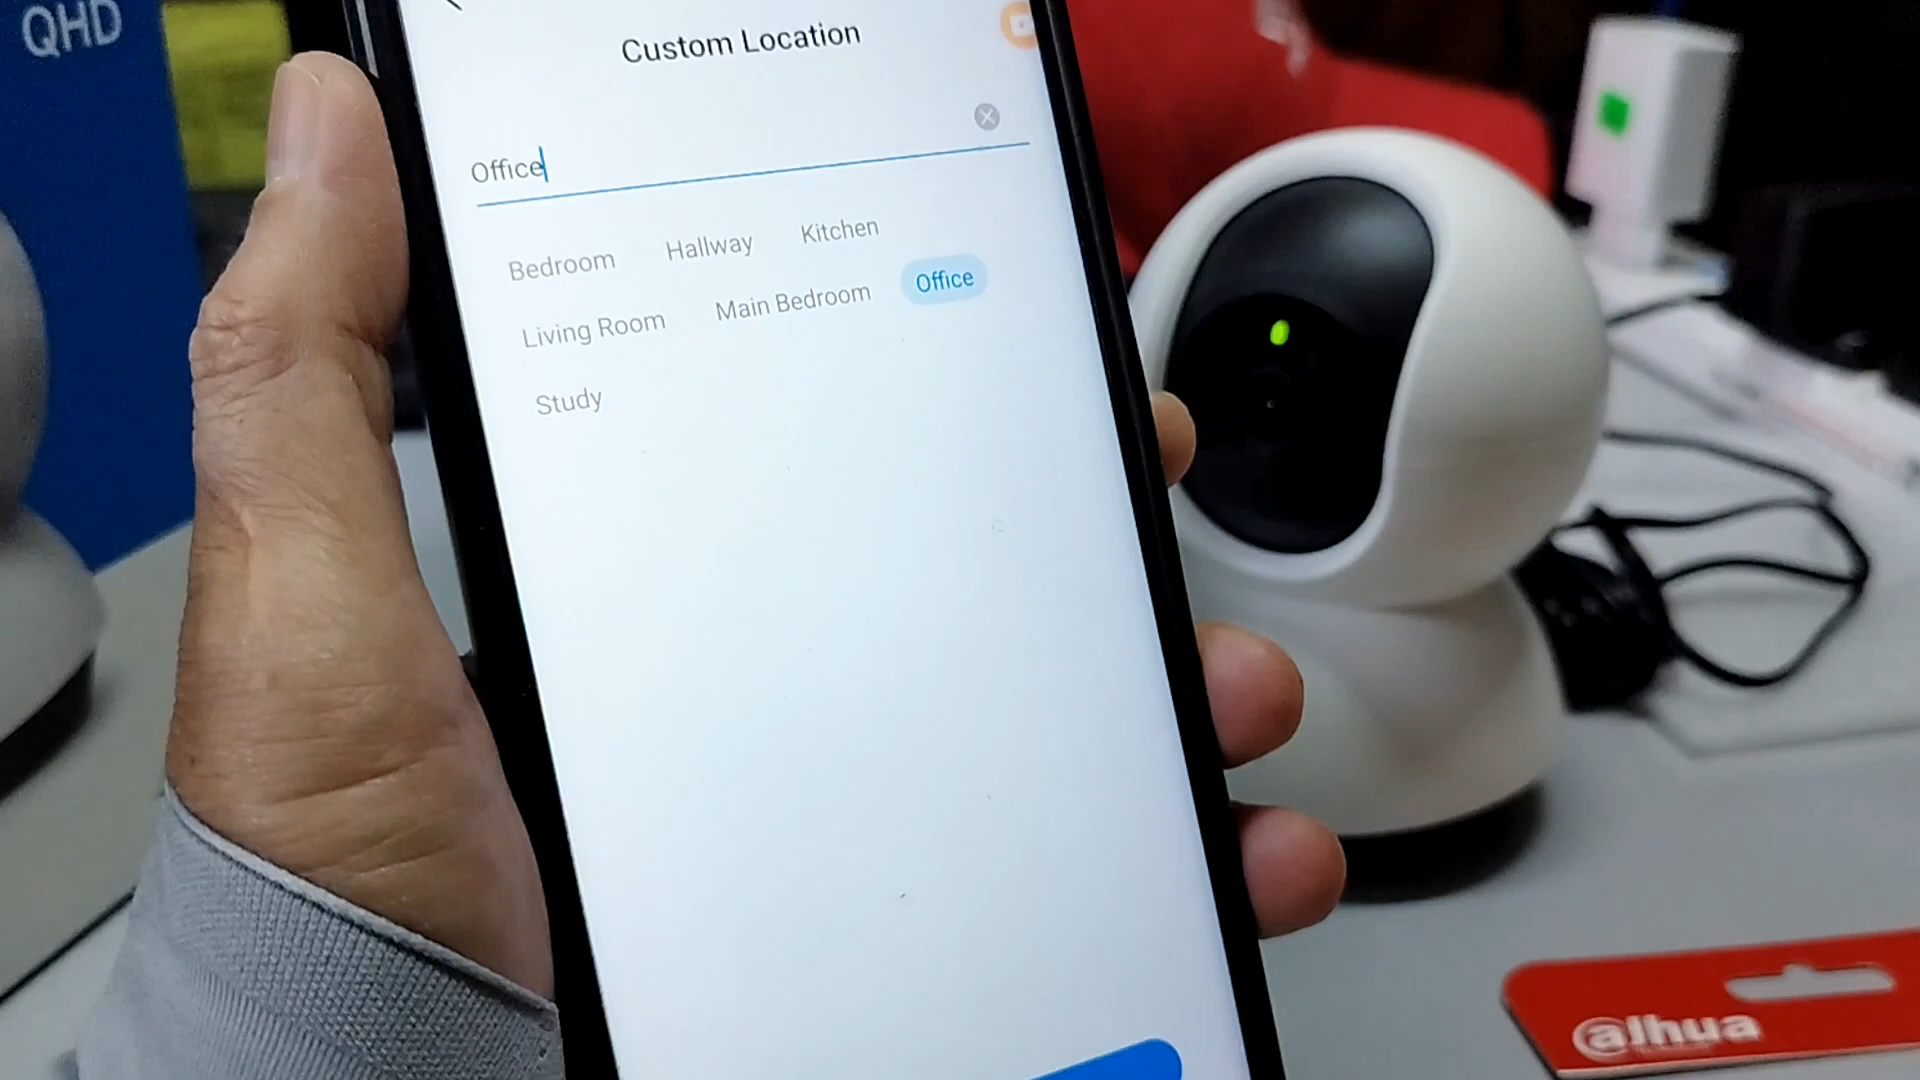 QHD
Custom Location
Office
Bedroom Hallway Kitchen
Living Room Main Bedroom Office
Study
alhua